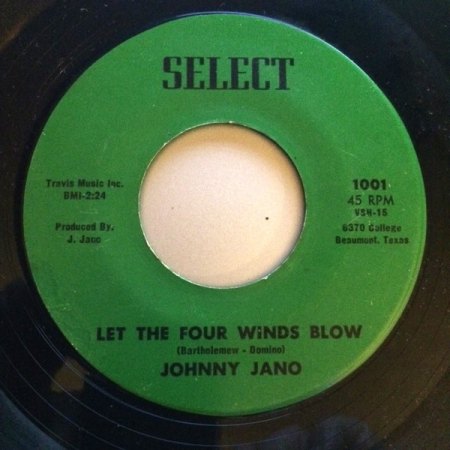 SELECT
Travis Music Inc.
BMI-2:24
Produced By.
J. Jano
1001
45 RPM
VSH-15
6370 College
Beaumont, Texas
LET THE FOUR WiNDS BLOW
(Bartholemew - Domino)
JOHNNY JANO